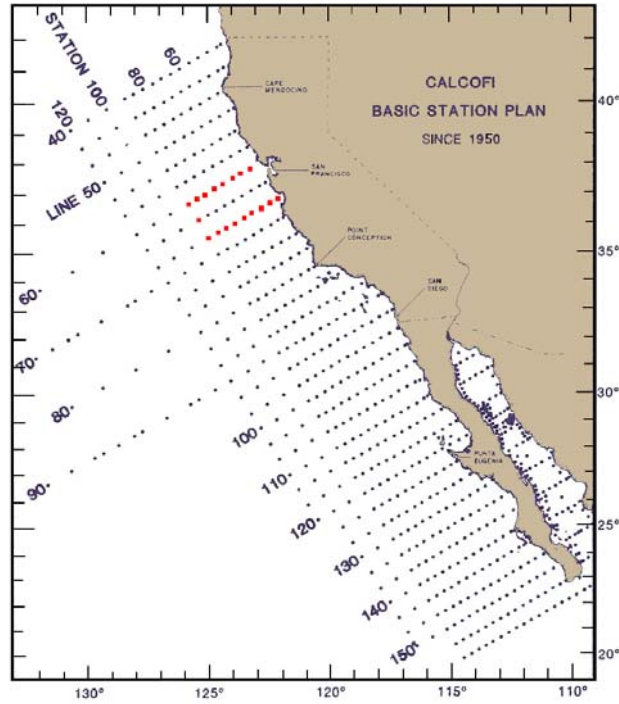 STATION 100
80
60
120
40
LINE 50
CAPE
MENDOCINO
CALCOFI
BASIC STATION PLAN
SINCE 1950
40°
SAN
FRANCISCO
POINT
CONCEPTION
35°
SAN
DIEGO
60
70
30°
80
90
100
PUNTA
EUGENIA
110
120
25°
130
140
150
20°
130° 125° 120° 115° 110°